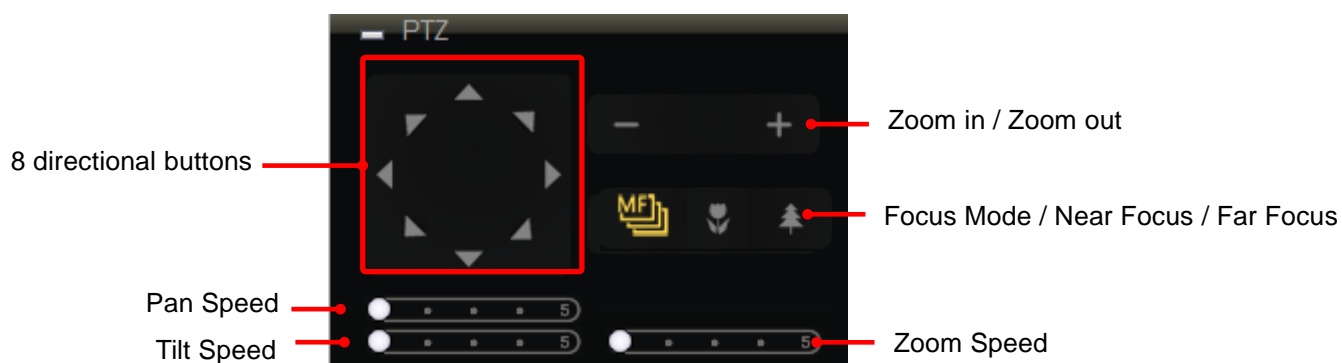 PTZ
Zoom in / Zoom out
8 directional buttons
MF
Focus Mode / Near Focus / Far Focus
Pan Speed
5
Tilt Speed
5
5
Zoom Speed